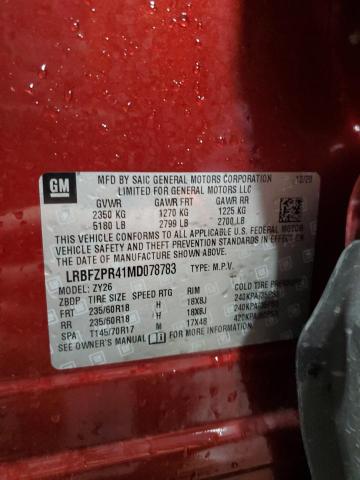 GM
MFD BY SAIC GENERAL MOTORS CORPORATION 12/20
LIMITED FOR GENERAL MOTORS LLC
GVWR GAWR FRT GAWR RR
2350 KG 1270 KG 1225 KG
5180 LB 2799 LB 2700 LB
THIS VEHICLE CONFORMS TO ALL APPLICABLE U.S. FEDERAL MOTOR
VEHICLE SAFETY, BUMPER, AND THEFT PREVENTION STANDARDS IN
EFFECT ON THE DATE OF MANUFACTURE SHOWN ABOVE.
LRBFZPR41MD078783 TYPE: M.P.V.
MODEL: ZY26
ZBDP TIRE SIZE SPEED RTG RIM COLD TIRE PRESSURE
FRT 235/60R18 H 18X8J 240KPA/35PSI
RR 235/60R18 H 18X8J 240KPA/35PSI
SPA T145/70R17 M 17X4B 420KPA/60PSI
SEE OWNER'S MANUAL FOR MORE INFORMATION.